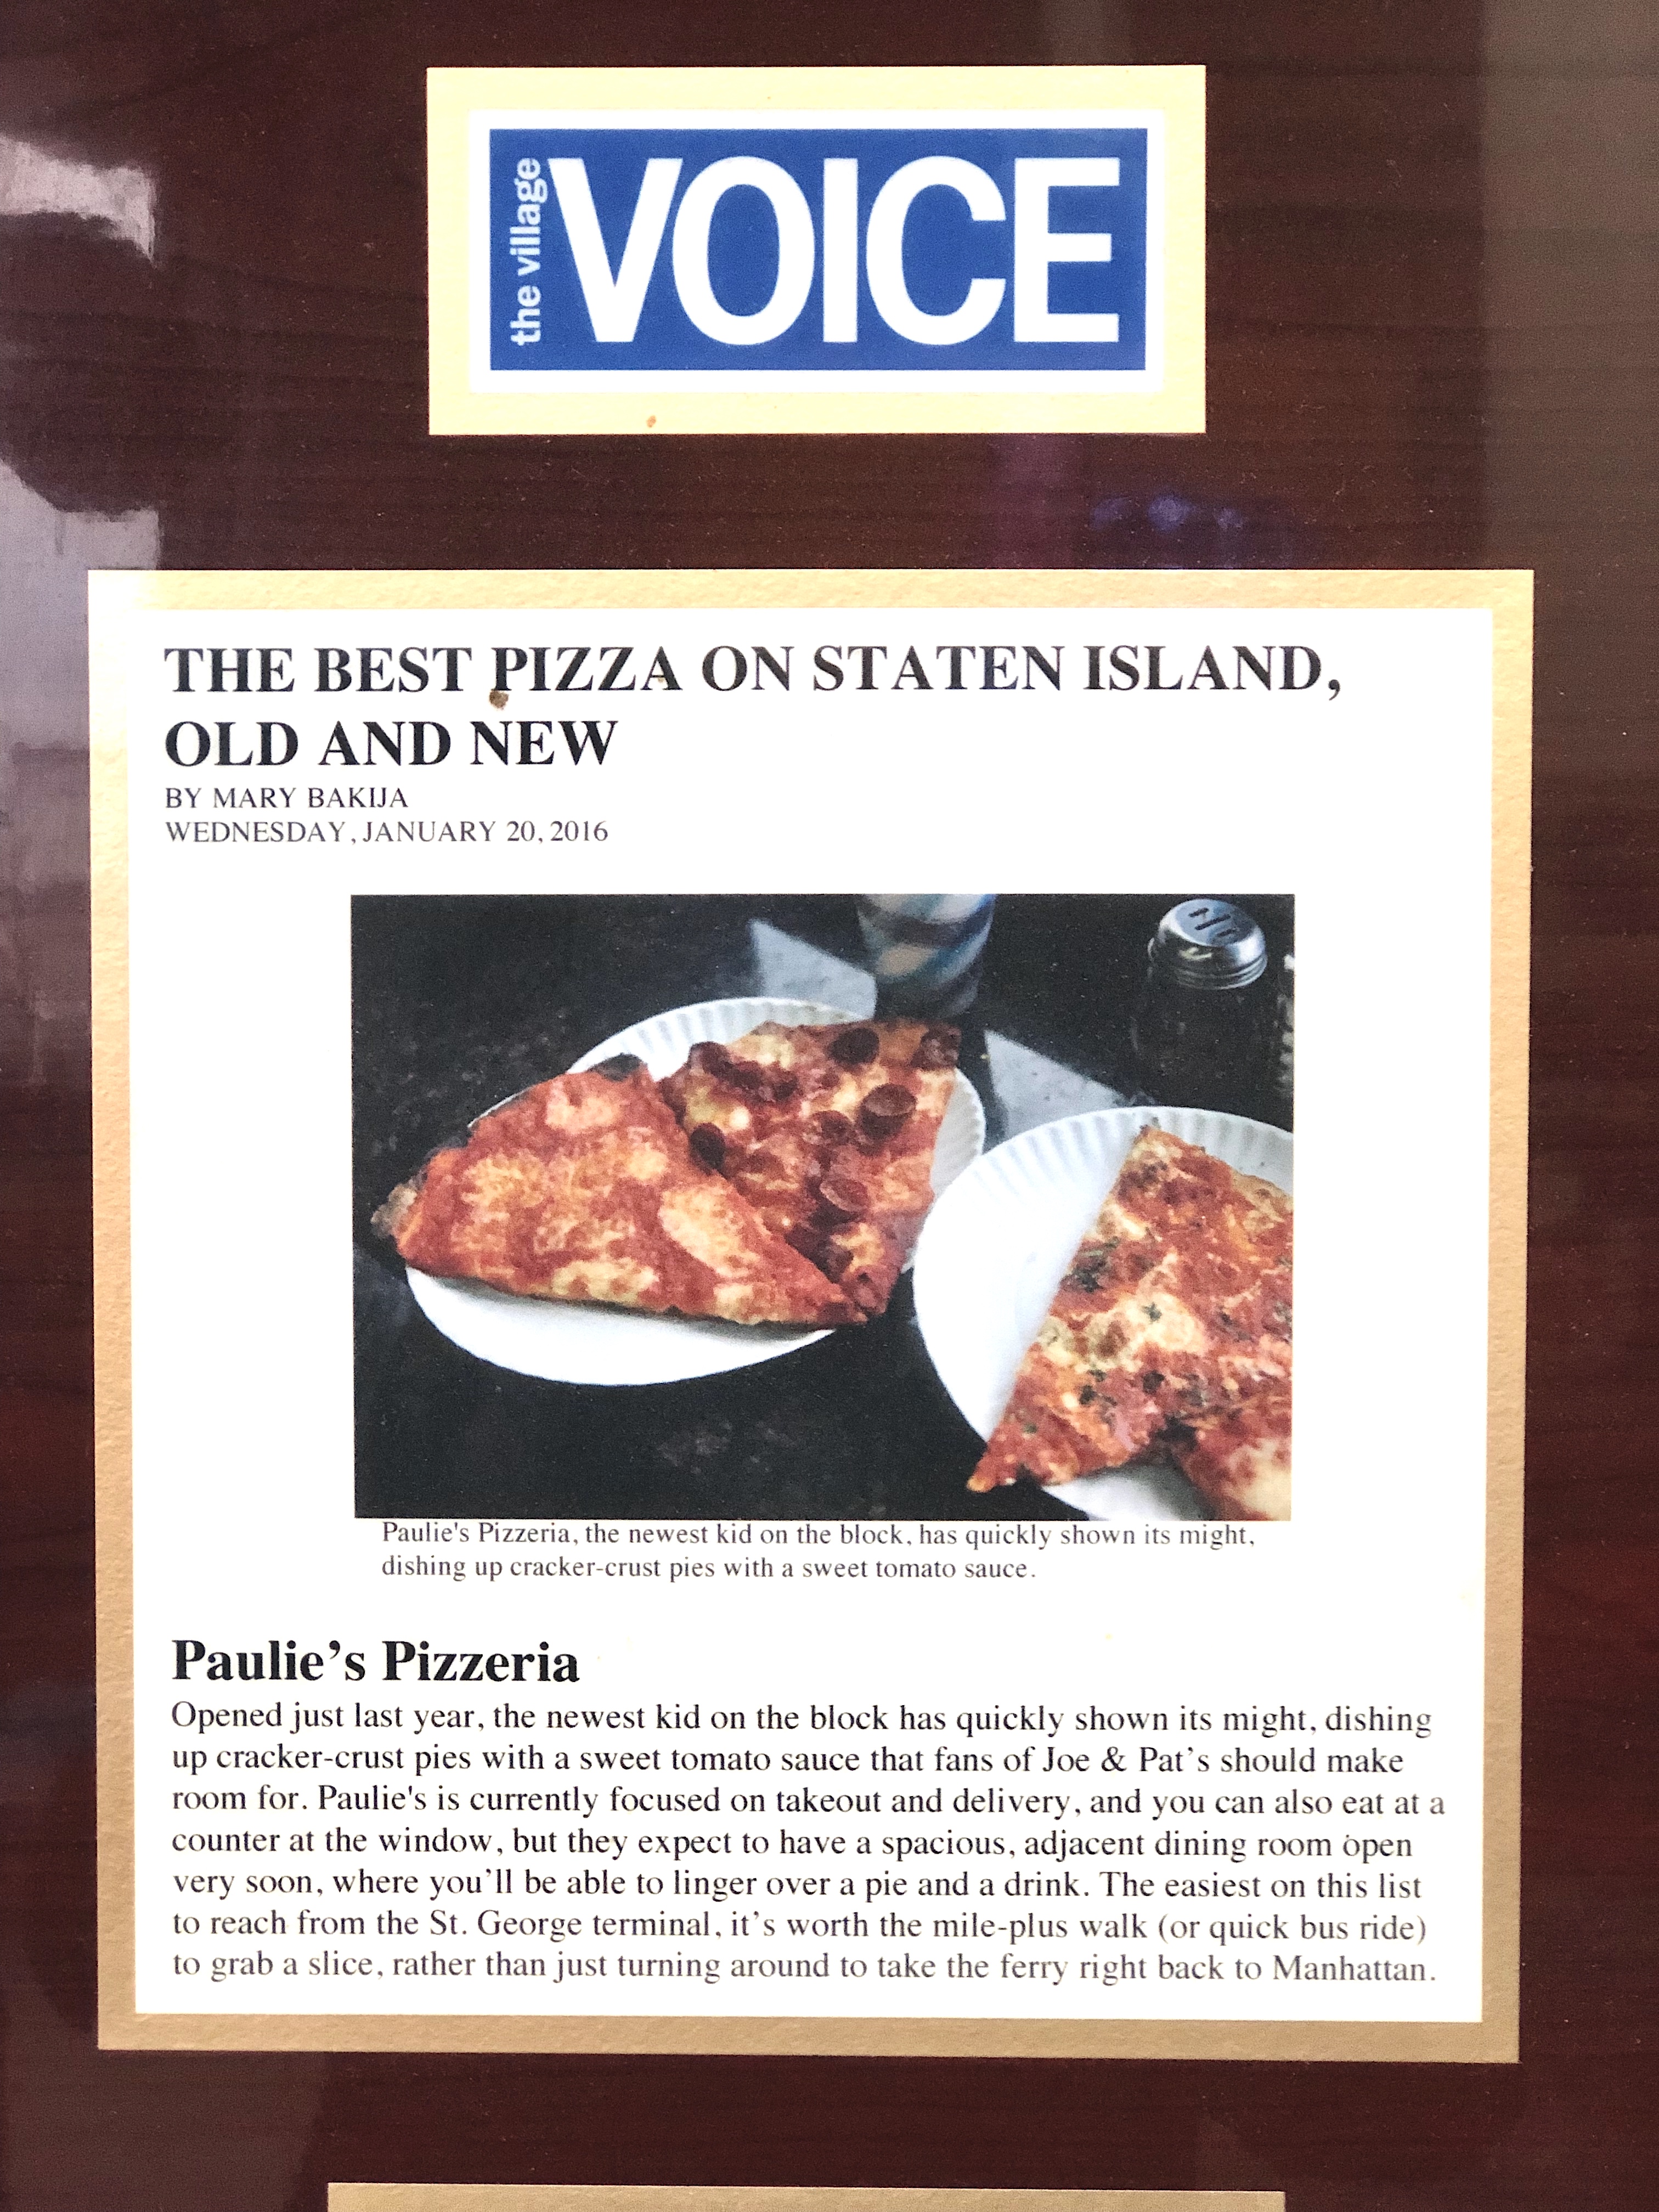 the village VOICE
THE BEST PIZZA ON STATEN ISLAND,
OLD AND NEW
BY MARY BAKIJA
WEDNESDAY, JANUARY 20, 2016
Paulie's Pizzeria, the newest kid on the block, has quickly shown its might,
dishing up cracker-crust pies with a sweet tomato sauce.
Paulie’s Pizzeria
Opened just last year, the newest kid on the block has quickly shown its might, dishing
up cracker-crust pies with a sweet tomato sauce that fans of Joe & Pat’s should make
room for. Paulie's is currently focused on takeout and delivery, and you can also eat at a
counter at the window, but they expect to have a spacious, adjacent dining room open
very soon, where you’ll be able to linger over a pie and a drink. The easiest on this list
to reach from the St. George terminal, it’s worth the mile-plus walk (or quick bus ride)
to grab a slice, rather than just turning around to take the ferry right back to Manhattan.